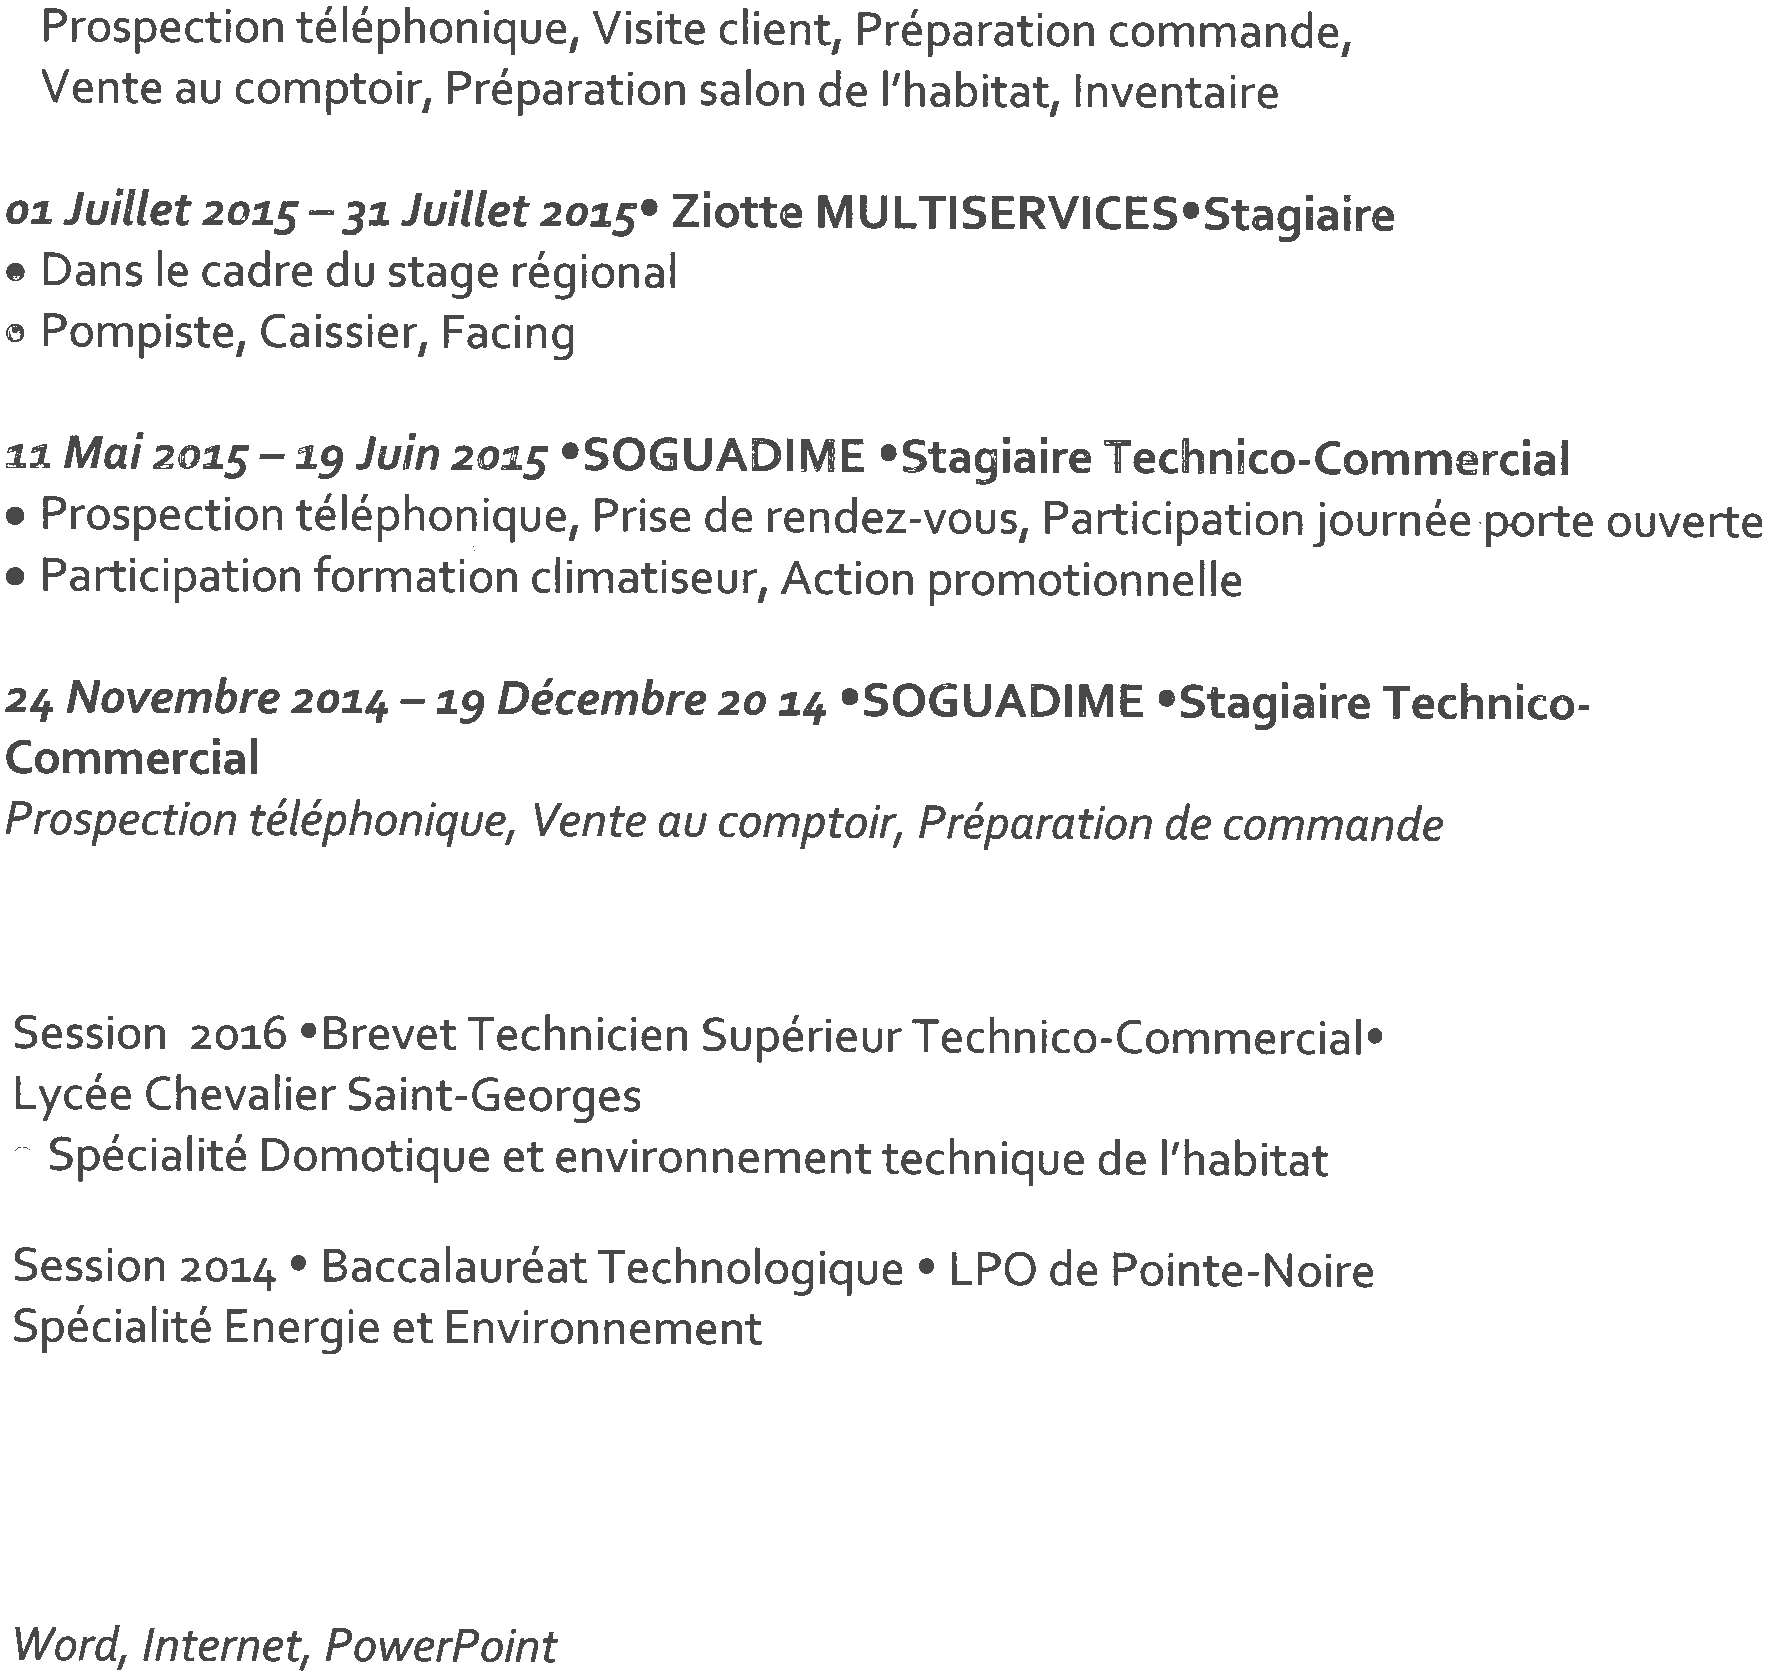 Prospection téléphonique, Visite client, Préparation commande,
Vente au comptoir, Préparation salon de l'habitat, Inventaire
01 Juillet 2015 – 31 Juillet 2015• Ziotte MULTISERVICES•Stagiaire
• Dans le cadre du stage régional
• Pompiste, Caissier, Facing
11 Mai 2015 – 19 Juin 2015 •SOGUADIME •Stagiaire Technico-Commercial
• Prospection téléphonique, Prise de rendez-vous, Participation journée porte ouverte
• Participation formation climatiseur, Action promotionnelle
24 Novembre 2014 – 19 Décembre 20 14 •SOGUADIME •Stagiaire Technico-
Commercial
Prospection téléphonique, Vente au comptoir, Préparation de commande
Session 2016 •Brevet Technicien Supérieur Technico-Commercial•
Lycée Chevalier Saint-Georges
- Spécialité Domotique et environnement technique de l'habitat
Session 2014 • Baccalauréat Technologique • LPO de Pointe-Noire
Spécialité Energie et Environnement
Word, Internet, PowerPoint